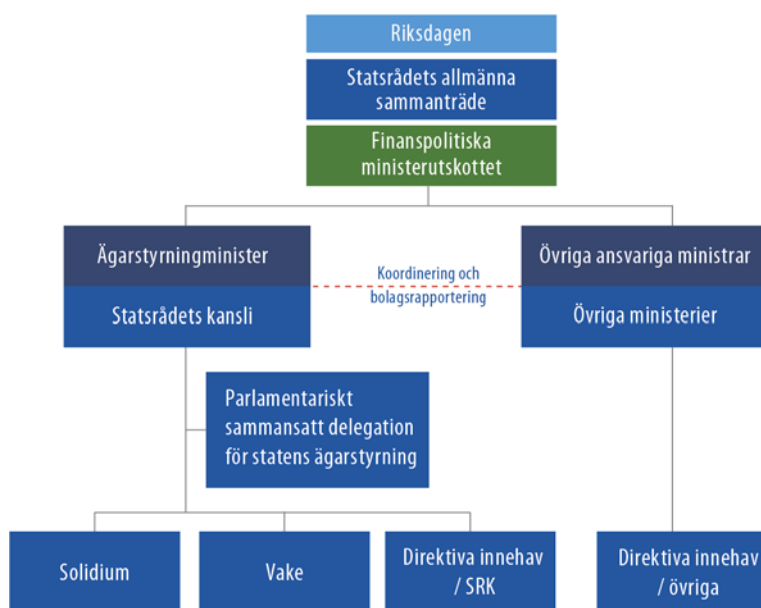 Riksdagen
Statsrådets allmänna
sammanträde
Finanspolitiska
ministerutskottet
Ägarstyrningminister
Statsrådets kansli
Koordinering och
bolagsrapportering
Övriga ansvariga ministrar
Övriga ministerier
Parlamentariskt
sammansatt delegation
för statens ägarstyrning
Solidium
Vake
Direktiva innehav
/ SRK
Direktiva innehav
/ övriga